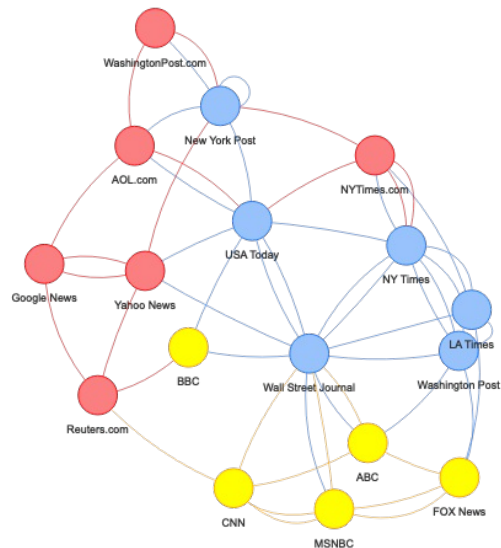 WashingtonPost.com
New York Post
AOL.com
NYTimes.com
USA Today
NY Times
Google News
Yahoo News
LA Times
BBC
Wall Street Journal
Washington Post
Reuters.com
ABC
FOX News
CNN
MSNBC